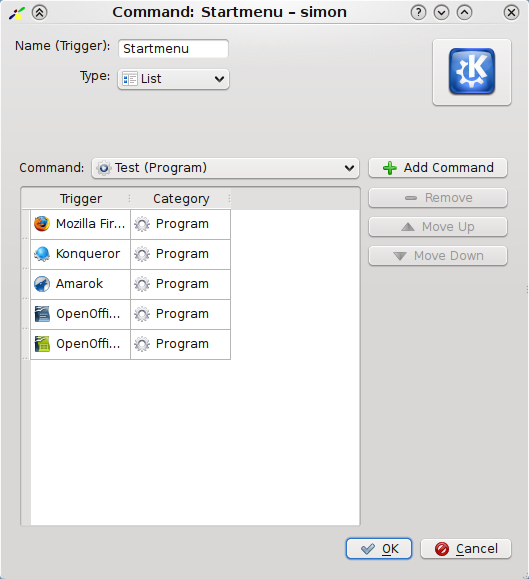 Command: Startmenu – simon
Name (Trigger): Startmenu
Type: List
Command: Test (Program) Add Command
Trigger Category Remove
Mozilla Fir... Program Move Up
Konqueror Program Move Down
Amarok Program
OpenOffi... Program
OpenOffi... Program
OK Cancel